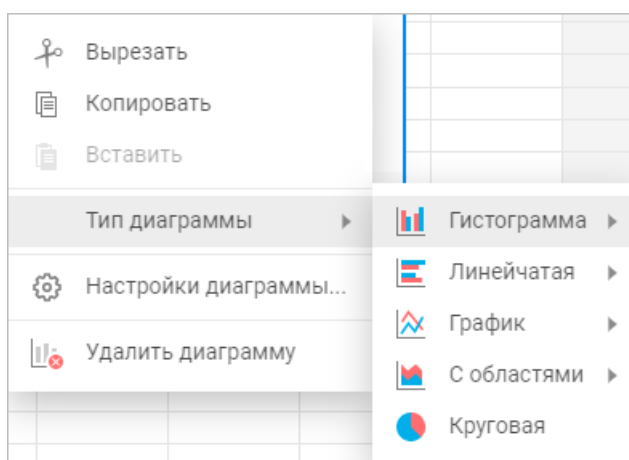 Вырезать
Копировать
Вставить
Тип диаграммы
Настройки диаграммы...
Удалить диаграмму
Гистограмма
Линейчатая
График
С областями
Круговая